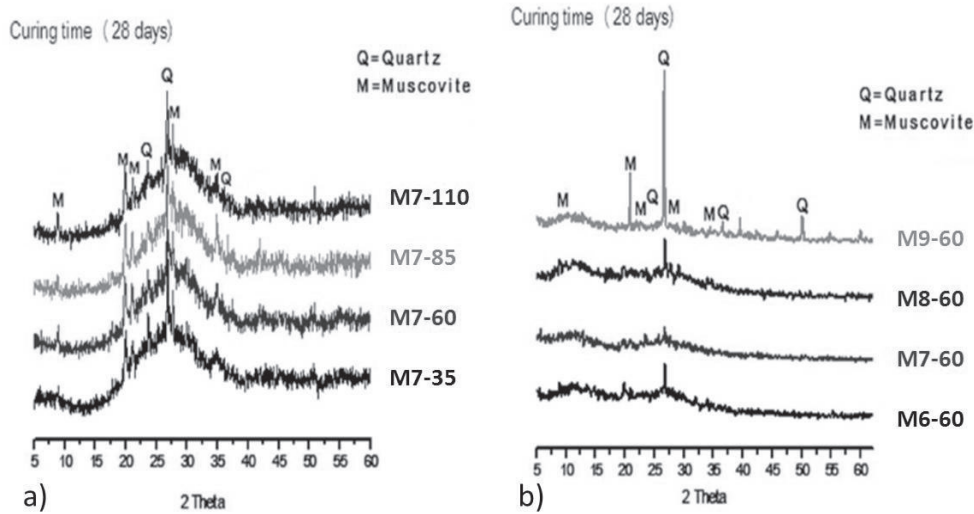 Curing time (28 days)
Q=Quartz
M=Muscovite
Q
M
M
M
Q
M
Q
M
M7-110
M7-85
M7-60
M7-35
5 10 15 20 25 30 35 40 45 50 55 60
2 Theta
a)
Curing time (28 days)
Q=Quartz
M=Muscovite
Q
M
M
Q
M
M
M
Q
Q
M9-60
M8-60
M7-60
M6-60
5 10 15 20 25 30 35 40 45 50 55 60
2 Theta
b)